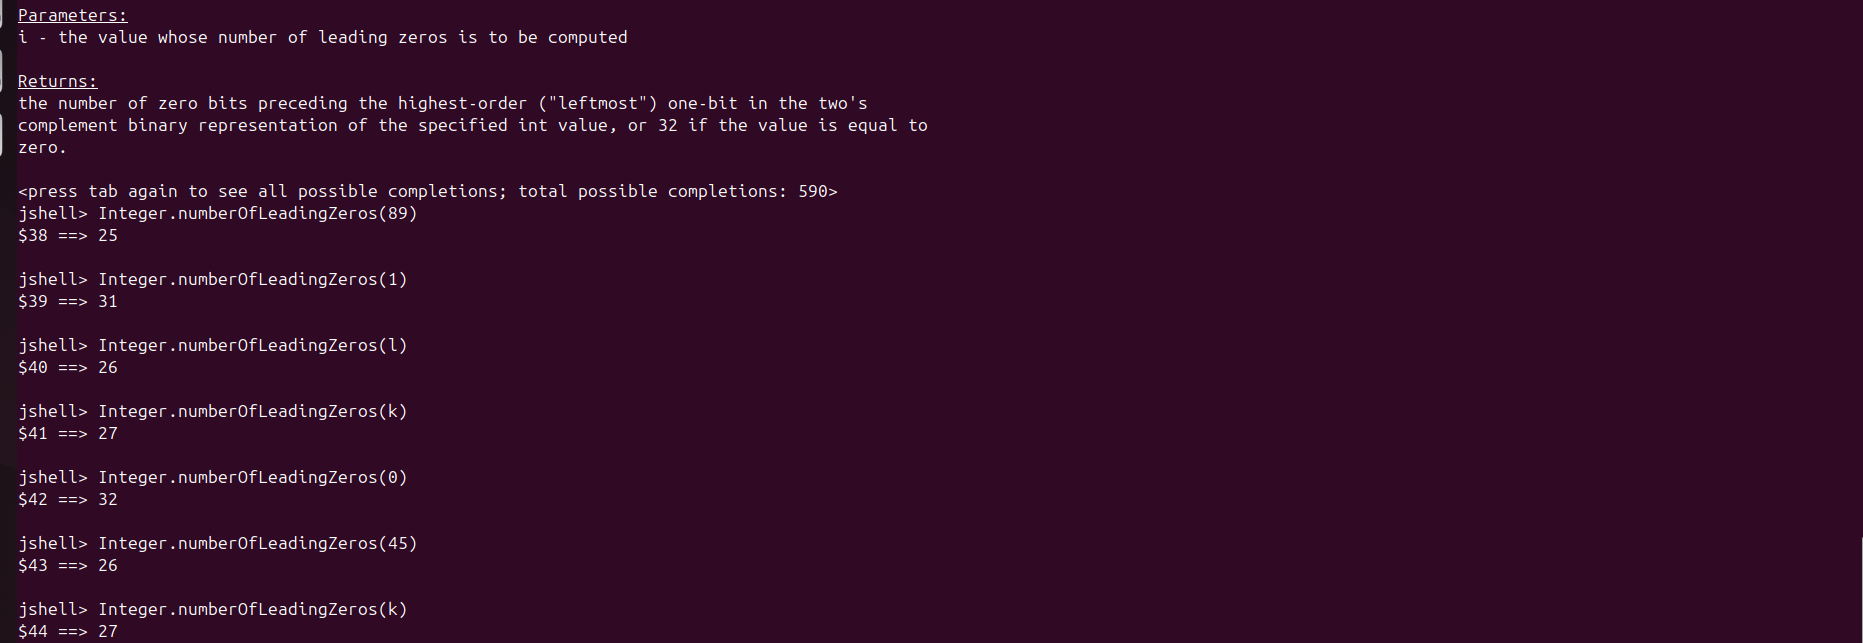 Parameters:
i - the value whose number of leading zeros is to be computed
Returns:
the number of zero bits preceding the highest-order ("leftmost") one-bit in the two's
complement binary representation of the specified int value, or 32 if the value is equal to
zero.
<press tab again to see all possible completions; total possible completions: 590>
jshell> Integer.numberOfLeadingZeros(89)
$38 ==> 25
jshell> Integer.numberOfLeadingZeros(1)
$39 ==> 31
jshell> Integer.numberOfLeadingZeros(l)
$40 ==> 26
jshell> Integer.numberOfLeadingZeros(k)
$41 ==> 27
jshell> Integer.numberOfLeadingZeros(0)
$42 ==> 32
jshell> Integer.numberOfLeadingZeros(45)
$43 ==> 26
jshell> Integer.numberOfLeadingZeros(k)
$44 ==> 27